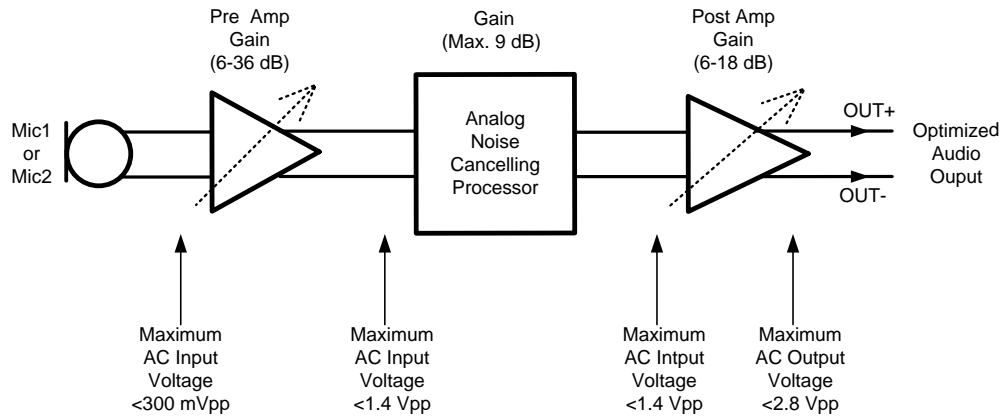 Pre Amp
Gain
(6-36 dB)
Gain
(Max. 9 dB)
Post Amp
Gain
(6-18 dB)
Mic1
or
Mic2
Analog
Noise
Cancelling
Processor
OUT+
OUT-
Optimized
Audio
Ouput
Maximum
AC Input
Voltage
<300 mVpp
Maximum
AC Input
Voltage
<1.4 Vpp
Maximum
AC Intput
Voltage
<1.4 Vpp
Maximum
AC Output
Voltage
<2.8 Vpp